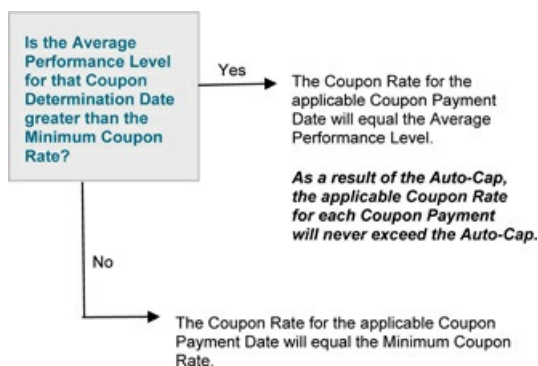 Is the Average
Performance Level
for that Coupon
Determination Date
greater than the
Minimum Coupon
Rate?
Yes
The Coupon Rate for the
applicable Coupon Payment
Date will equal the Average
Performance Level.
As a result of the Auto-Cap,
the applicable Coupon Rate
for each Coupon Payment
will never exceed the Auto-Cap.
No
The Coupon Rate for the applicable Coupon
Payment Date will equal the Minimum Coupon
Rate.